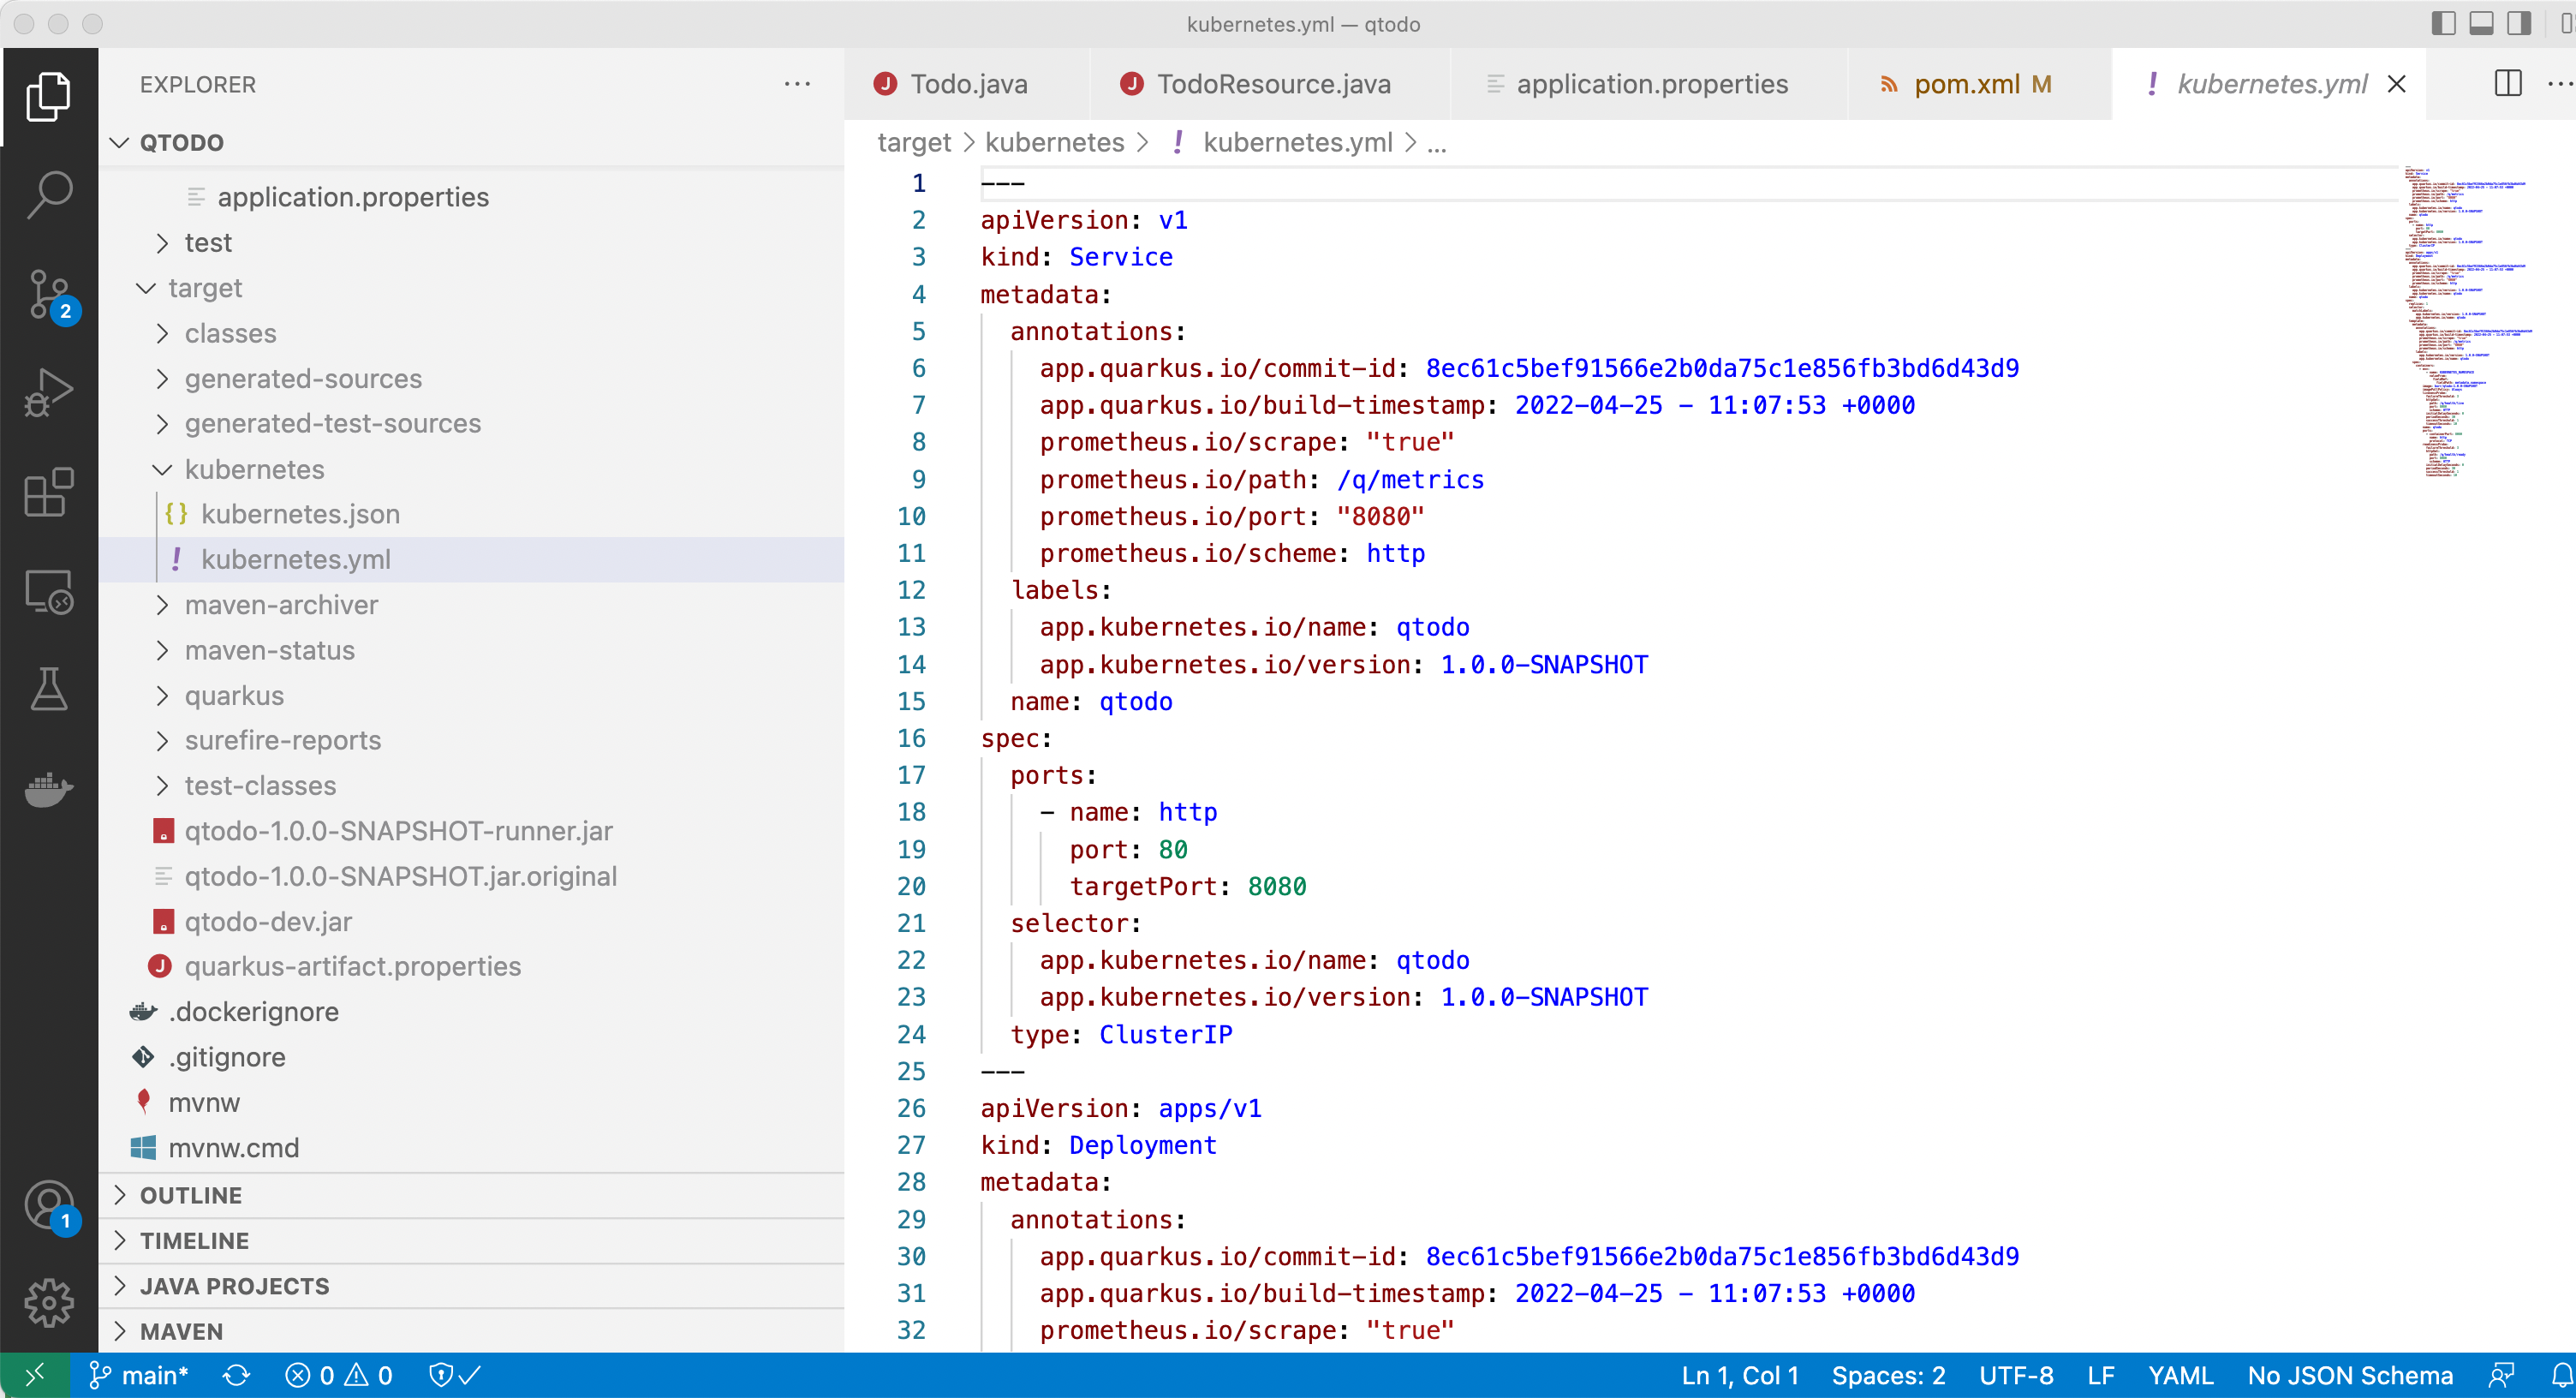 kubernetes.yml — qtodo
EXPLORER
QTODO
application.properties
test
target
classes
generated-sources
generated-test-sources
kubernetes
{} kubernetes.json
! kubernetes.yml
maven-archiver
maven-status
quarkus
surefire-reports
test-classes
qtodo-1.0.0-SNAPSHOT-runner.jar
qtodo-1.0.0-SNAPSHOT.jar.original
qtodo-dev.jar
J quarkus-artifact.properties
.dockerignore
.gitignore
mvnw
mvnw.cmd
OUTLINE
TIMELINE
JAVA PROJECTS
MAVEN
2
1
J Todo.java
J TodoResource.java
application.properties
pom.xml M
! kubernetes.yml
target > kubernetes > ! kubernetes.yml > ...
1 ---
2 apiVersion: v1
3 kind: Service
4 metadata:
5 annotations:
6 app.quarkus.io/commit-id: 8ec61c5bef91566e2b0da75c1e856fb3bd6d43d9
7 app.quarkus.io/build-timestamp: 2022-04-25 - 11:07:53 +0000
8 prometheus.io/scrape: "true"
9 prometheus.io/path: /q/metrics
10 prometheus.io/port: "8080"
11 prometheus.io/scheme: http
12 labels:
13 app.kubernetes.io/name: qtodo
14 app.kubernetes.io/version: 1.0.0-SNAPSHOT
15 name: qtodo
16 spec:
17 ports:
18 - name: http
19 port: 80
20 targetPort: 8080
21 selector:
22 app.kubernetes.io/name: qtodo
23 app.kubernetes.io/version: 1.0.0-SNAPSHOT
24 type: ClusterIP
25 ---
26 apiVersion: apps/v1
27 kind: Deployment
28 metadata:
29 annotations:
30 app.quarkus.io/commit-id: 8ec61c5bef91566e2b0da75c1e856fb3bd6d43d9
31 app.quarkus.io/build-timestamp: 2022-04-25 - 11:07:53 +0000
32 prometheus.io/scrape: "true"
main* 0 0 Ln 1, Col 1 Spaces: 2 UTF-8 LF YAML No JSON Schema